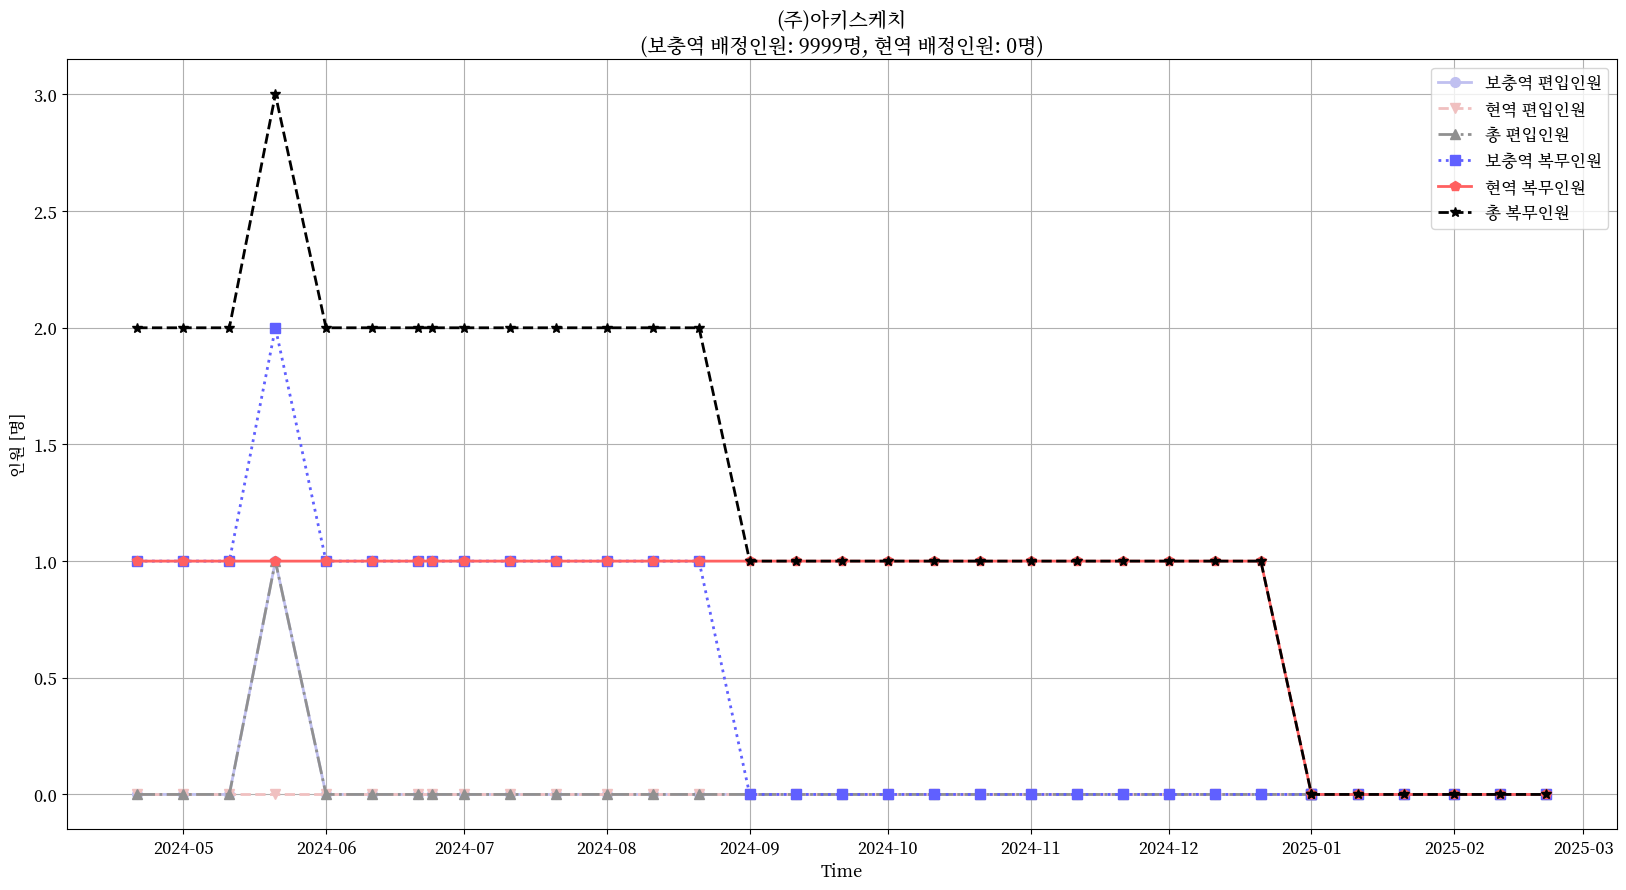 (주)아키스케치
(보충역 배정인원: 9999명, 현역 배정인원: 0명)
보충역 편입인원
현역 편입인원
총 편입인원
보충역 복무인원
현역 복무인원
총 복무인원
인원 [명]
3.0
2.5
2.0
1.5
1.0
0.5
0.0
2024-05 2024-06 2024-07 2024-08 2024-09 2024-10 2024-11 2024-12 2025-01 2025-02 2025-03
Time